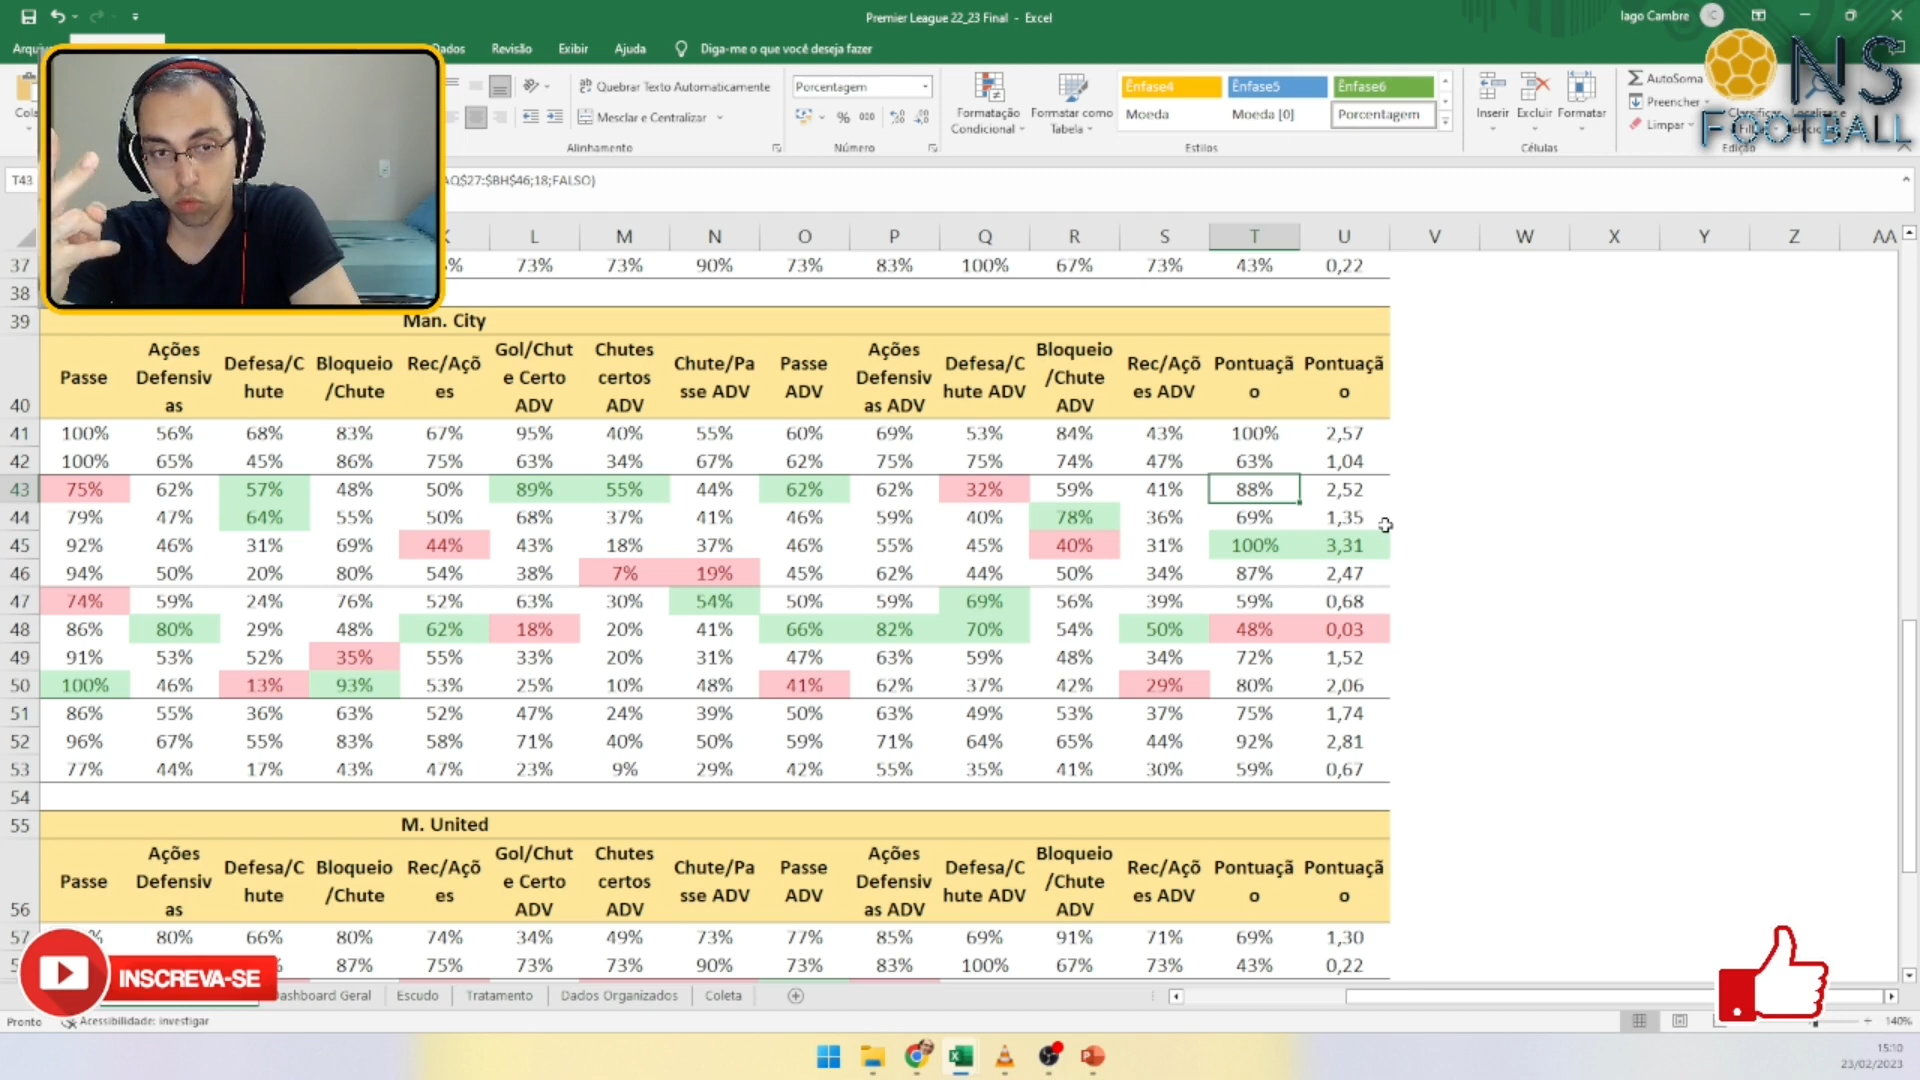 Premier League 22_23 Final - Excel
Iago Cambre
Dados Revisão Exibir Ajuda Diga-me o que você deseja fazer
Quebrar Texto Automaticamente
Mesclar e Centralizar
Alinhamento
Porcentagem
% 000
Número
Formatação Condicional
Formatar como Tabela
Ênfase4 Ênfase5 Ênfase6
Moeda Moeda [0] Porcentagem
Estilos
Inserir Excluir Formatar
Células
AutoSoma
Preencher
Limpar
Edição
NS
FOOTBALL
T43
AQ$27:$BH$46;18;FALSO)
L M N O P Q R S T U V W X Y Z AA
37 73% 73% 90% 73% 83% 100% 67% 73% 43% 0,22
38
39 Man. City
40 Passe Ações Defensivas Defesa/Chute Bloqueio/Chute Rec/Ações Gol/Chute Certo ADV Chutes certos ADV Chute/Passe ADV Passe ADV Ações Defensivas ADV Defesa/Chute ADV Bloqueio/Chute ADV Rec/Ações ADV Pontuação Pontuação
41 100% 56% 68% 83% 67% 95% 40% 55% 60% 69% 53% 84% 43% 100% 2,57
42 100% 65% 45% 86% 75% 63% 34% 67% 62% 75% 75% 74% 47% 63% 1,04
43 75% 62% 57% 48% 50% 89% 55% 44% 62% 62% 32% 59% 41% 88% 2,52
44 79% 47% 64% 55% 50% 68% 37% 41% 46% 59% 40% 78% 36% 69% 1,35
45 92% 46% 31% 69% 44% 43% 18% 37% 46% 55% 45% 40% 31% 100% 3,31
46 94% 50% 20% 80% 54% 38% 7% 19% 45% 62% 44% 50% 34% 87% 2,47
47 74% 59% 24% 76% 52% 63% 30% 54% 50% 59% 69% 56% 39% 59% 0,68
48 86% 80% 29% 48% 62% 18% 20% 41% 66% 82% 70% 54% 50% 48% 0,03
49 91% 53% 52% 35% 55% 33% 20% 31% 47% 63% 59% 48% 34% 72% 1,52
50 100% 46% 13% 93% 53% 25% 10% 48% 41% 62% 37% 42% 29% 80% 2,06
51 86% 55% 36% 63% 52% 47% 24% 39% 50% 63% 49% 53% 37% 75% 1,74
52 96% 67% 55% 83% 58% 71% 40% 50% 59% 71% 64% 65% 44% 92% 2,81
53 77% 44% 17% 43% 47% 23% 9% 29% 42% 55% 35% 41% 30% 59% 0,67
54
55 M. United
56 Passe Ações Defensivas Defesa/Chute Bloqueio/Chute Rec/Ações Gol/Chute Certo ADV Chutes certos ADV Chute/Passe ADV Passe ADV Ações Defensivas ADV Defesa/Chute ADV Bloqueio/Chute ADV Rec/Ações ADV Pontuação Pontuação
57 80% 66% 80% 74% 34% 49% 73% 77% 85% 69% 91% 71% 69% 1,30
87% 75% 73% 73% 90% 73% 83% 100% 67% 73% 43% 0,22
INSCREVA-SE
Dashboard Geral Escudo Tratamento Dados Organizados Coleta
Pronto Acessibilidade: investigar
140%
15:10
23/02/2023